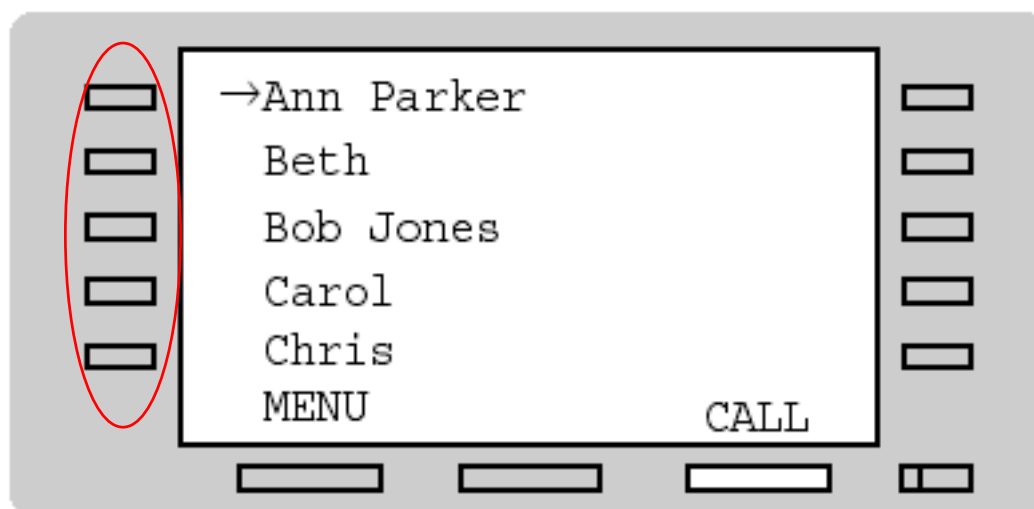 →Ann Parker
Beth
Bob Jones
Carol
Chris
MENU CALL